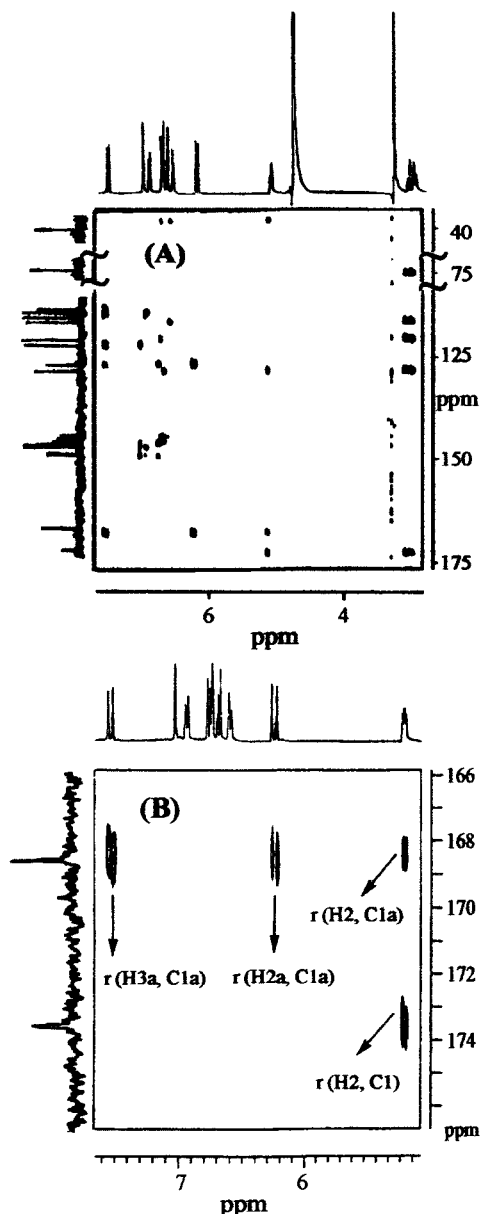 (A)
40
75
125
ppm
150
175
6
4
ppm
(B)
166
168
170
172
174
ppm
r (H2, C1a)
r (H3a, C1a)
r (H2a, C1a)
r (H2, C1)
7
6
ppm